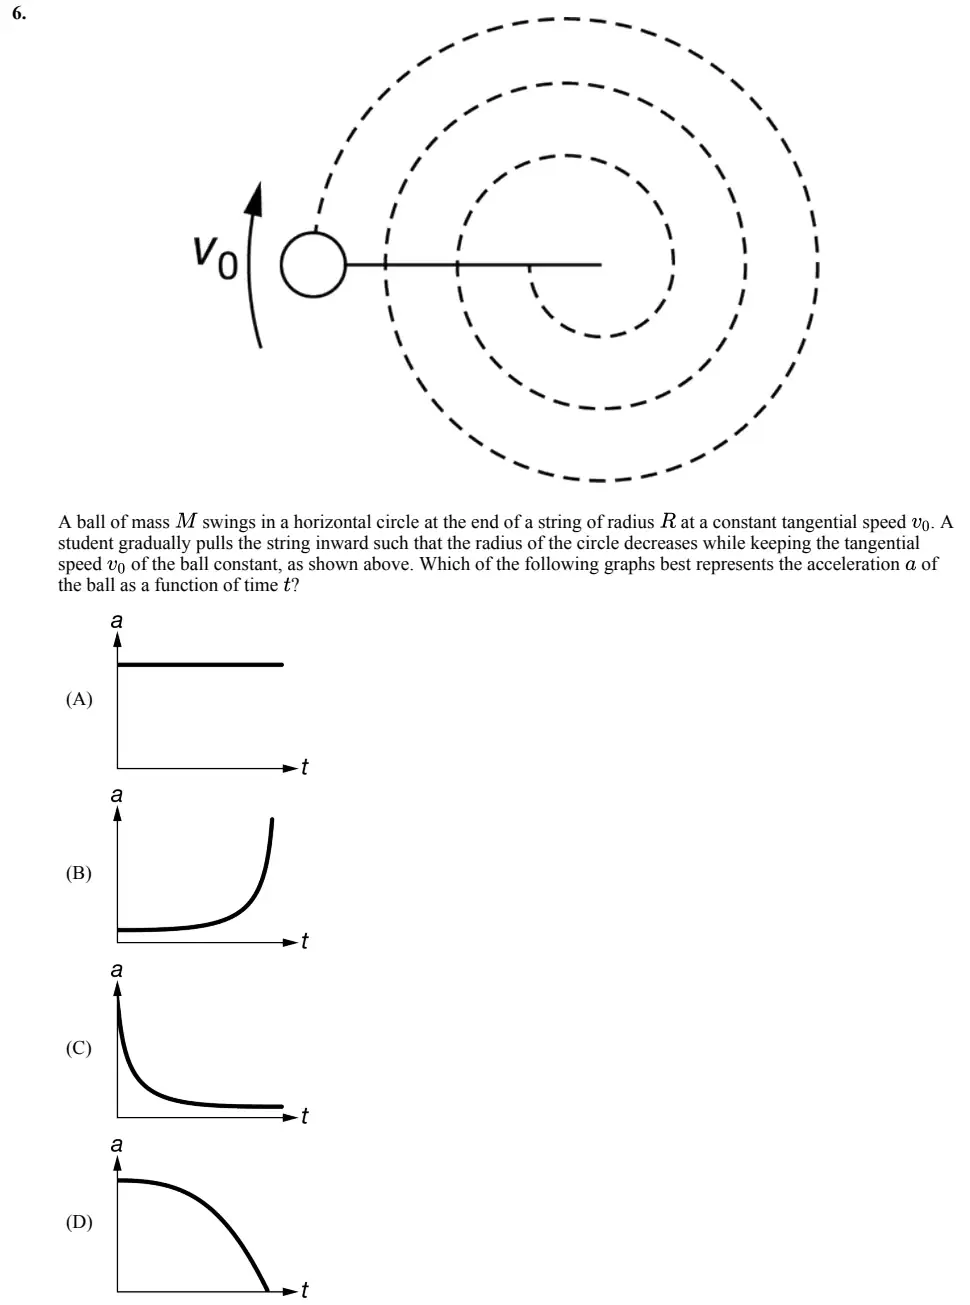 6.
v0
A ball of mass M swings in a horizontal circle at the end of a string of radius R at a constant tangential speed v0. A
student gradually pulls the string inward such that the radius of the circle decreases while keeping the tangential
speed v0 of the ball constant, as shown above. Which of the following graphs best represents the acceleration a of
the ball as a function of time t?
a
(A)
t
a
(B)
t
a
(C)
t
a
(D)
t